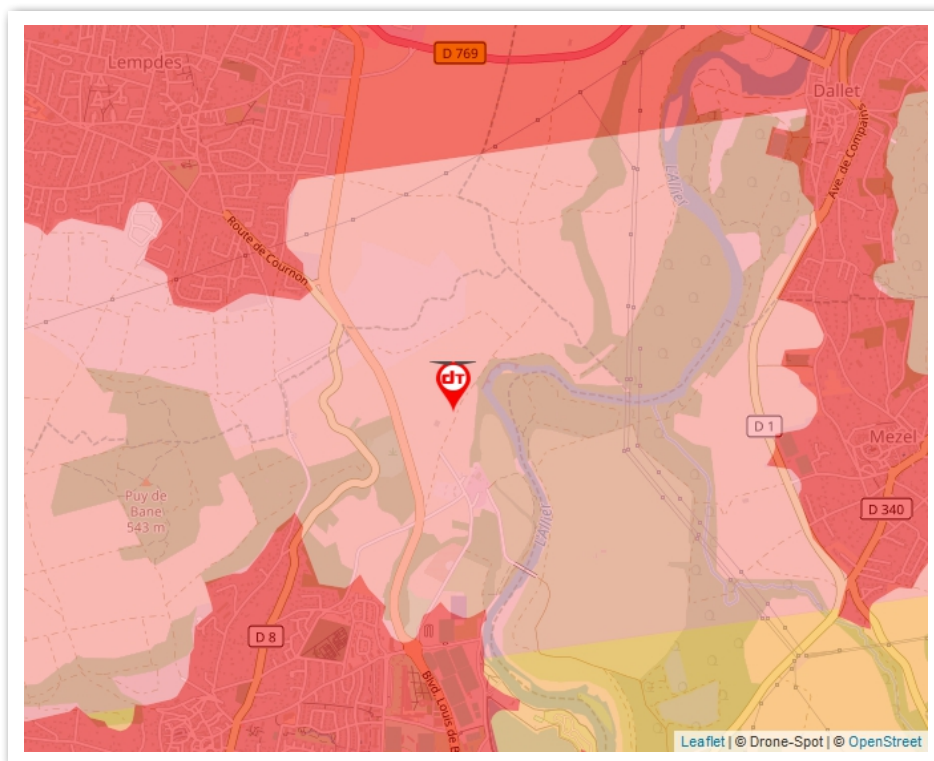 D 769
Lempdes
Dallet
L'Allier
Ave. de Compains
Route de Cournon
dT
D 1
Mezel
Puy de
Bane
543 m
D 340
L'Allier
D 8
Blvd. Louis de B
Leaflet | © Drone-Spot | © OpenStreet